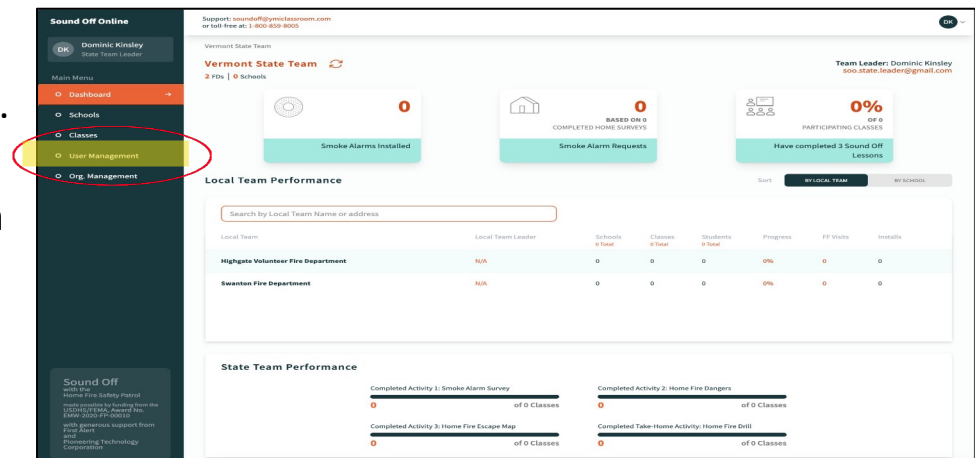 Sound Off Online
DK
Dominic Kinsley
State Team Leader
Main Menu
Dashboard →
Schools
Classes
User Management
Org. Management
Sound Off
with the
Home Fire Safety Patrol
made possible by funding from the
USDHS/FEMA, Award No.
EMW-2020-FP-00010
with generous support from
First Alert
and
Pioneering Technology
Corporation
Support: soundoff@ymiclassroom.com
or toll-free at: 1-800-859-8005
DK
Vermont State Team
Vermont State Team
2 FDs | 0 Schools
Team Leader: Dominic Kinsley
soo.state.leader@gmail.com
0
Smoke Alarms Installed
0
BASED ON 0
COMPLETED HOME SURVEYS
Smoke Alarm Requests
0%
OF 0
PARTICIPATING CLASSES
Have completed 3 Sound Off
Lessons
Local Team Performance
Sort BY LOCAL TEAM BY SCHOOL
Search by Local Team Name or address
Local Team Local Team Leader Schools Classes Students Progress FF Visits Installs
0 Total 0 Total 0 Total
Highgate Volunteer Fire Department N/A 0 0 0 0% 0 0
Swanton Fire Department N/A 0 0 0 0% 0 0
State Team Performance
Completed Activity 1: Smoke Alarm Survey
0 of 0 Classes
Completed Activity 2: Home Fire Dangers
0 of 0 Classes
Completed Activity 3: Home Fire Escape Map
0 of 0 Classes
Completed Take-Home Activity: Home Fire Drill
0 of 0 Classes